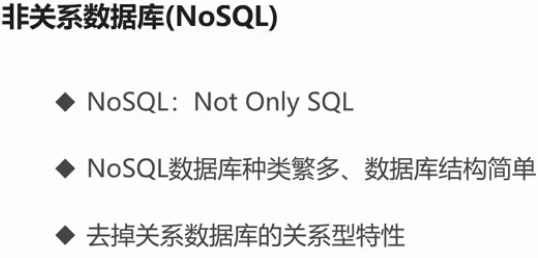 非关系数据库(NoSQL)
◆ NoSQL：Not Only SQL
◆ NoSQL数据库种类繁多、数据库结构简单
◆ 去掉关系数据库的关系型特性